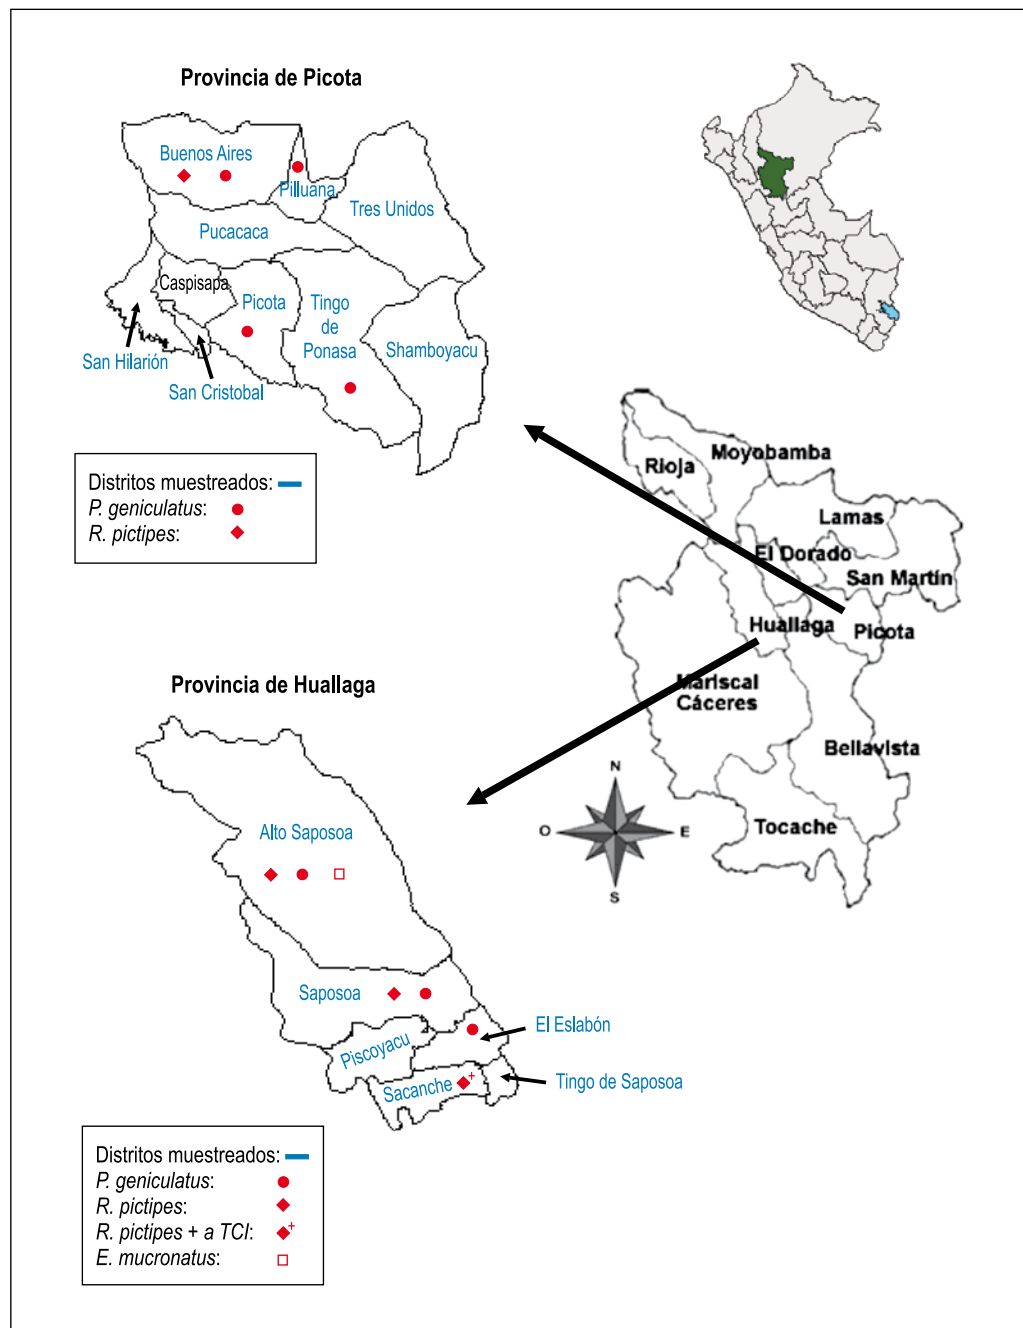 Provincia de Picota
Buenos Aires
Pilluana
Tres Unidos
Pucacaca
Caspisapa
Picota
Tingo
de
Ponasa
Shamboyacu
San Hilarión
San Cristobal
Distritos muestreados:
P. geniculatus:
R. pictipes:
Moyobamba
Rioja
Lamas
El Dorado
San Martín
Huallaga
Picota
Mariscal
Cáceres
Bellavista
Tocache
N
O
E
S
Provincia de Huallaga
Alto Saposoa
Saposoa
El Eslabón
Piscoyacu
Sacanche
+
Tingo de Saposoa
Distritos muestreados:
P. geniculatus:
R. pictipes:
R. pictipes + a TCI: +
E. mucronatus: